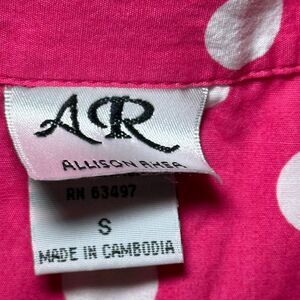 AR
ALLISON RHEA
RN 63497
S
MADE IN CAMBODIA